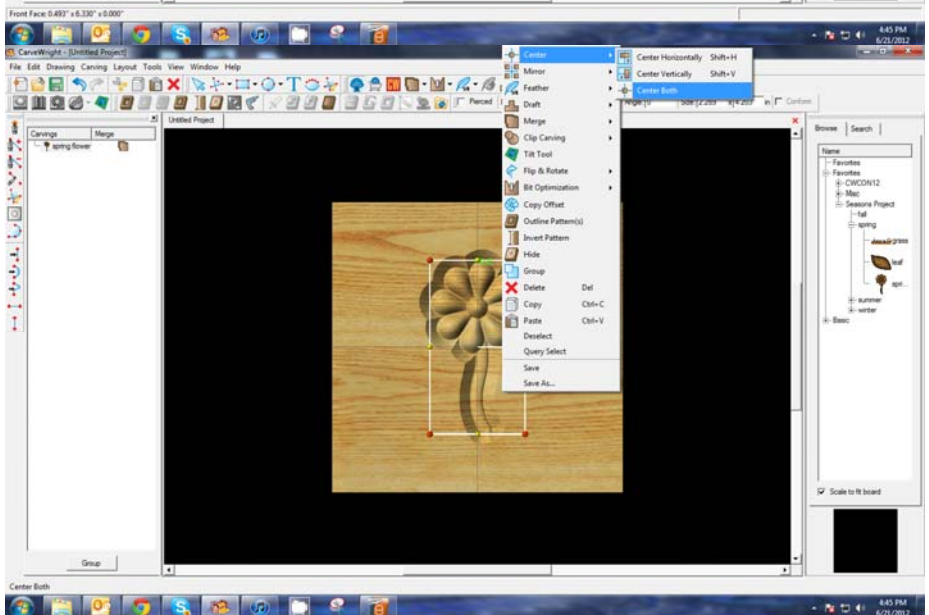 Front Face: 0.493" x 6.330" x 0.000"
4:45 PM
6/21/2012
CarveWright - [Untitled Project]
File Edit Drawing Carving Layout Tools View Window Help
Center
Mirror
Feather
Draft
Merge
Clip Carving
Tilt Tool
Flip & Rotate
Bit Optimization
Copy Offset
Outline Pattern(s)
Invert Pattern
Hide
Group
Delete Del
Copy Ctrl+C
Paste Ctrl+V
Deselect
Query Select
Save
Save As...
Center Horizontally Shift+H
Center Vertically Shift+V
Center Both
Pierced
Carvings Merge
spring flower
Untitled Project
Browse Search
Name
Favorites
Favorites
CWCON12
Misc
Seasons Project
fall
spring
grass
leaf
spri...
summer
winter
Basic
Scale to fit board
Group
Center Both
4:45 PM
6/21/2012